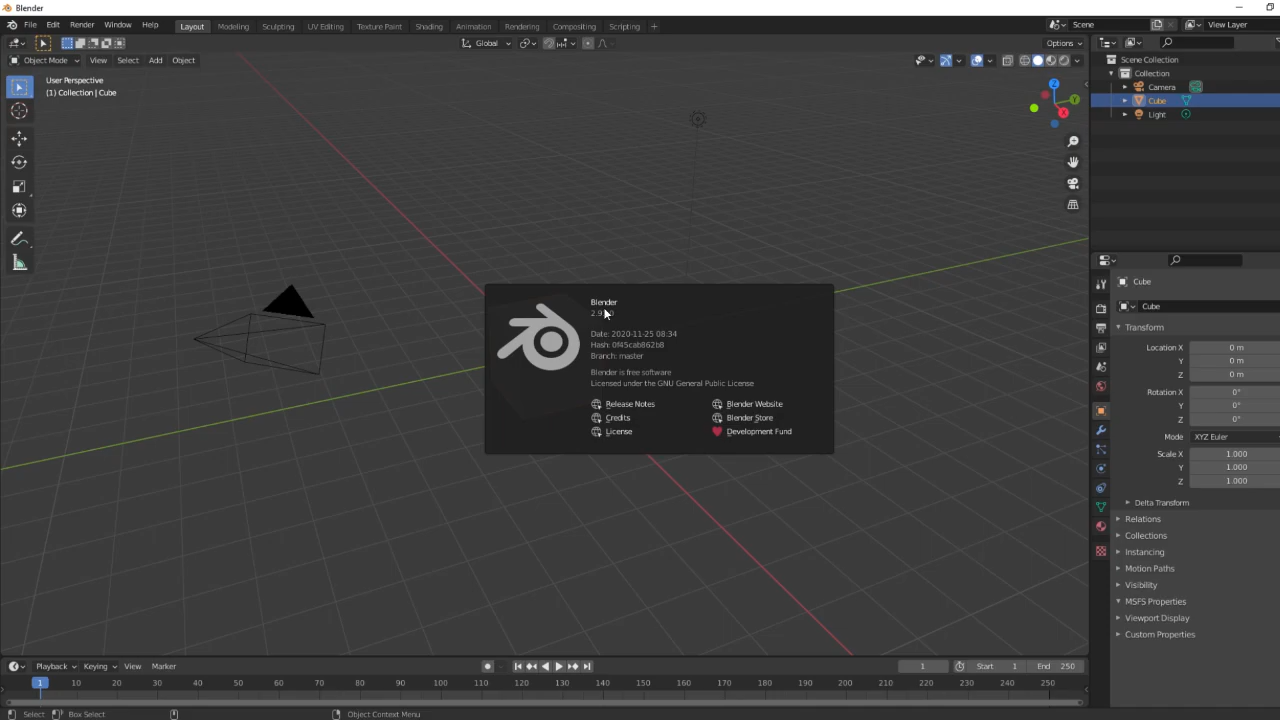 Blender
File Edit Render Window Help Layout Modeling Sculpting UV Editing Texture Paint Shading Animation Rendering Compositing Scripting + Scene View Layer
Global Options
Object Mode View Select Add Object
User Perspective
(1) Collection | Cube
Z
Y
X
Scene Collection
Collection
Camera
Cube
Light
Blender
Date: 2020-11-25 08:34
Hash: 0f45cab862b8
Branch: master
Blender is free software
Licensed under the GNU General Public License
Release Notes Blender Website
Credits Blender Store
License Development Fund
Cube
Cube
Transform
Location X 0 m
Y 0 m
Z 0 m
Rotation X 0°
Y 0°
Z 0°
Mode XYZ Euler
Scale X 1.000
Y 1.000
Z 1.000
Delta Transform
Relations
Collections
Instancing
Motion Paths
Visibility
MSFS Properties
Viewport Display
Custom Properties
Playback Keying View Marker 1 Start 1 End 250
1 10 20 30 40 50 60 70 80 90 100 110 120 130 140 150 160 170 180 190 200 210 220 230 240 250
Select Box Select Object Context Menu